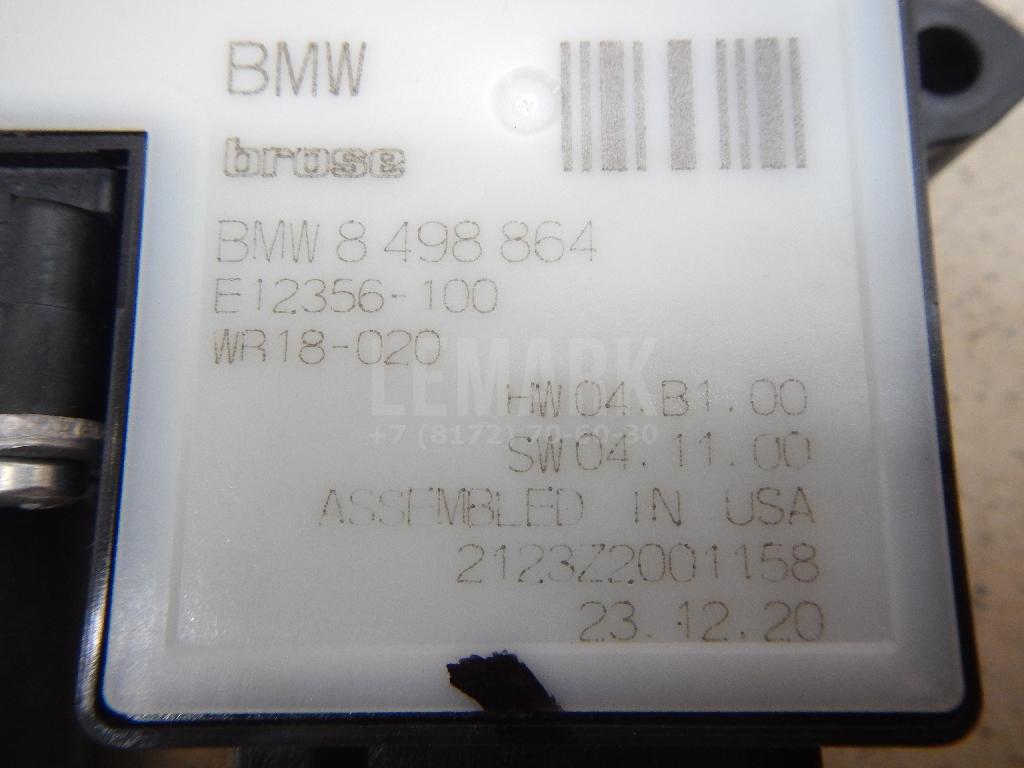 BMW
brose
BMW 8 498 864
E12356-100
WR18-020
LEMARK
HW 04.B1.00
+7 (8172) 70-60-30
SW 04.11.00
ASSEMBLED IN USA
2123Z2001158
23.12.20